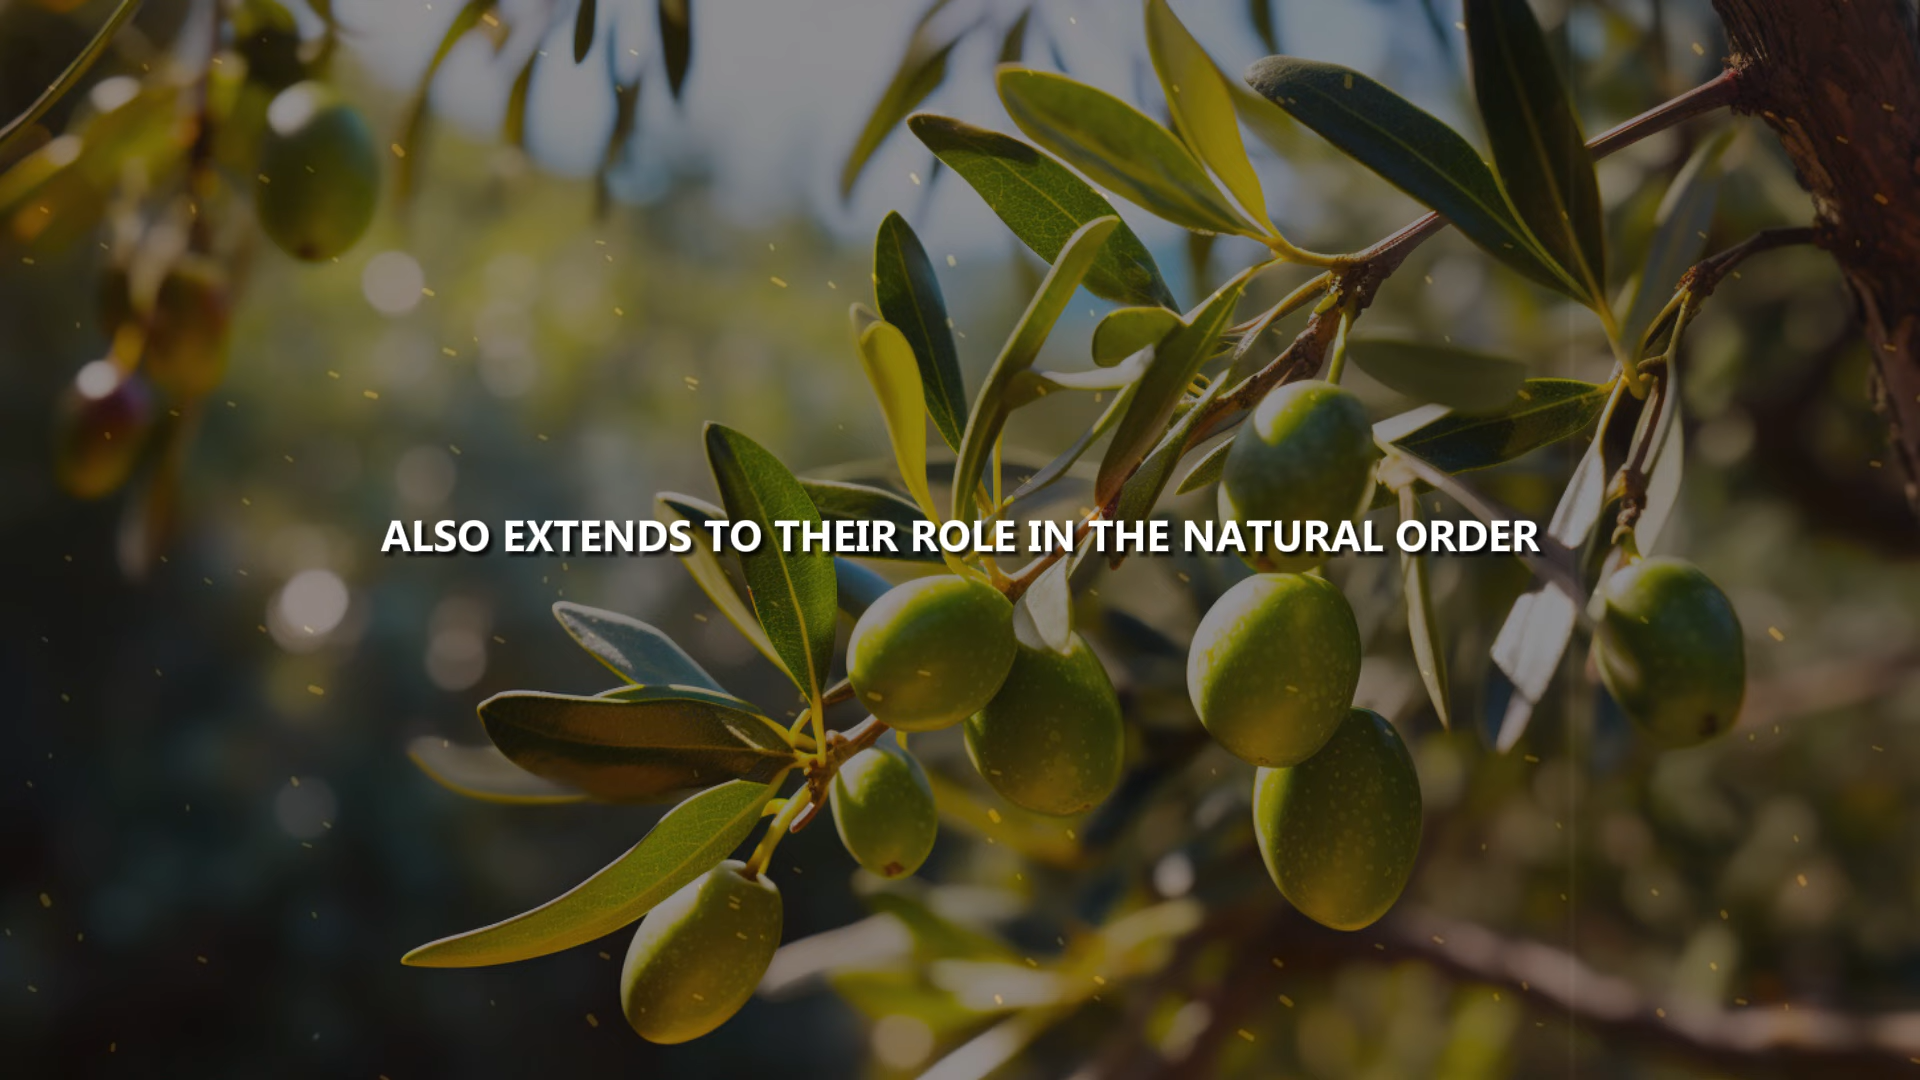 ALSO EXTENDS TO THEIR ROLE IN THE NATURAL ORDER